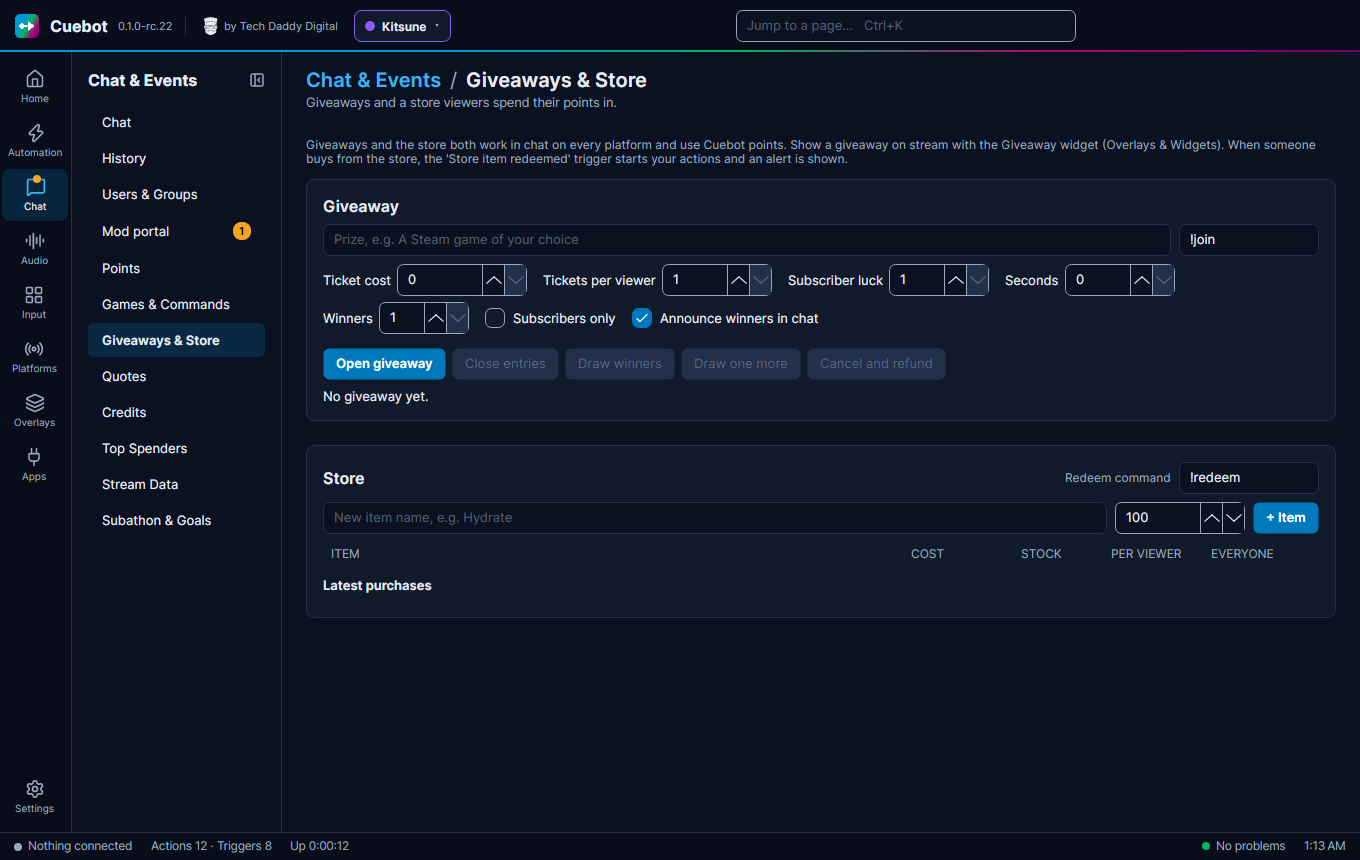 Cuebot 0.1.0-rc.22 by Tech Daddy Digital Kitsune Jump to a page... Ctrl+K
Home
Automation
Chat
Audio
Input
Platforms
Overlays
Apps
Settings
Chat & Events
Chat
History
Users & Groups
Mod portal 1
Points
Games & Commands
Giveaways & Store
Quotes
Credits
Top Spenders
Stream Data
Subathon & Goals
Chat & Events / Giveaways & Store
Giveaways and a store viewers spend their points in.
Giveaways and the store both work in chat on every platform and use Cuebot points. Show a giveaway on stream with the Giveaway widget (Overlays & Widgets). When someone
buys from the store, the 'Store item redeemed' trigger starts your actions and an alert is shown.
Giveaway
Prize, e.g. A Steam game of your choice !join
Ticket cost 0 Tickets per viewer 1 Subscriber luck 1 Seconds 0
Winners 1 Subscribers only Announce winners in chat
Open giveaway Close entries Draw winners Draw one more Cancel and refund
No giveaway yet.
Store Redeem command !redeem
New item name, e.g. Hydrate 100 + Item
ITEM COST STOCK PER VIEWER EVERYONE
Latest purchases
Nothing connected Actions 12 · Triggers 8 Up 0:00:12 No problems 1:13 AM